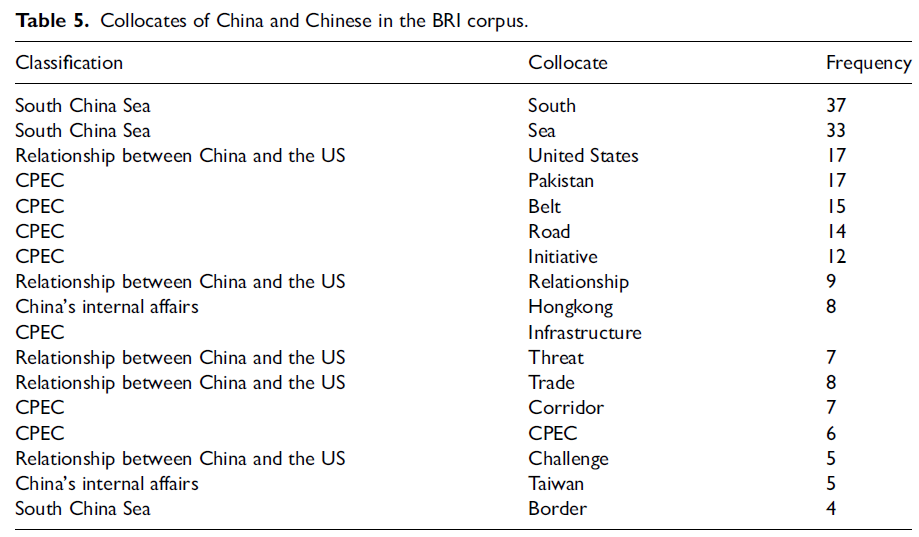 Table 5. Collocates of China and Chinese in the BRI corpus.
Classification Collocate Frequency
South China Sea South 37
South China Sea Sea 33
Relationship between China and the US United States 17
CPEC Pakistan 17
CPEC Belt 15
CPEC Road 14
CPEC Initiative 12
Relationship between China and the US Relationship 9
China's internal affairs Hongkong 8
CPEC Infrastructure
Relationship between China and the US Threat 7
Relationship between China and the US Trade 8
CPEC Corridor 7
CPEC CPEC 6
Relationship between China and the US Challenge 5
China's internal affairs Taiwan 5
South China Sea Border 4